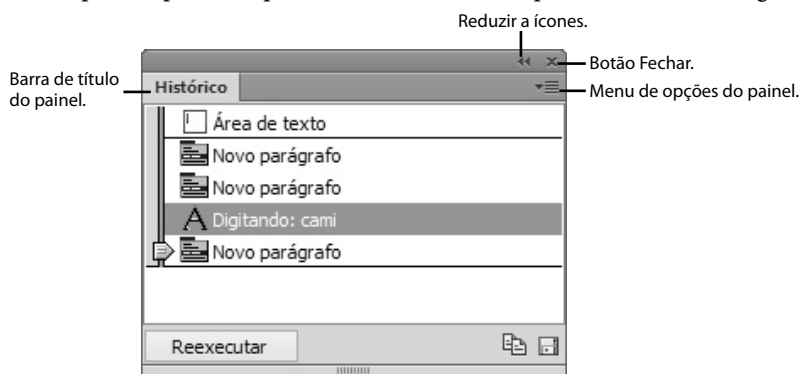 Reduzir a ícones.
Botão Fechar.
Barra de título
do painel.
Histórico
Menu de opções do painel.
Área de texto
Novo parágrafo
Novo parágrafo
A Digitando: cami
Novo parágrafo
Reexecutar